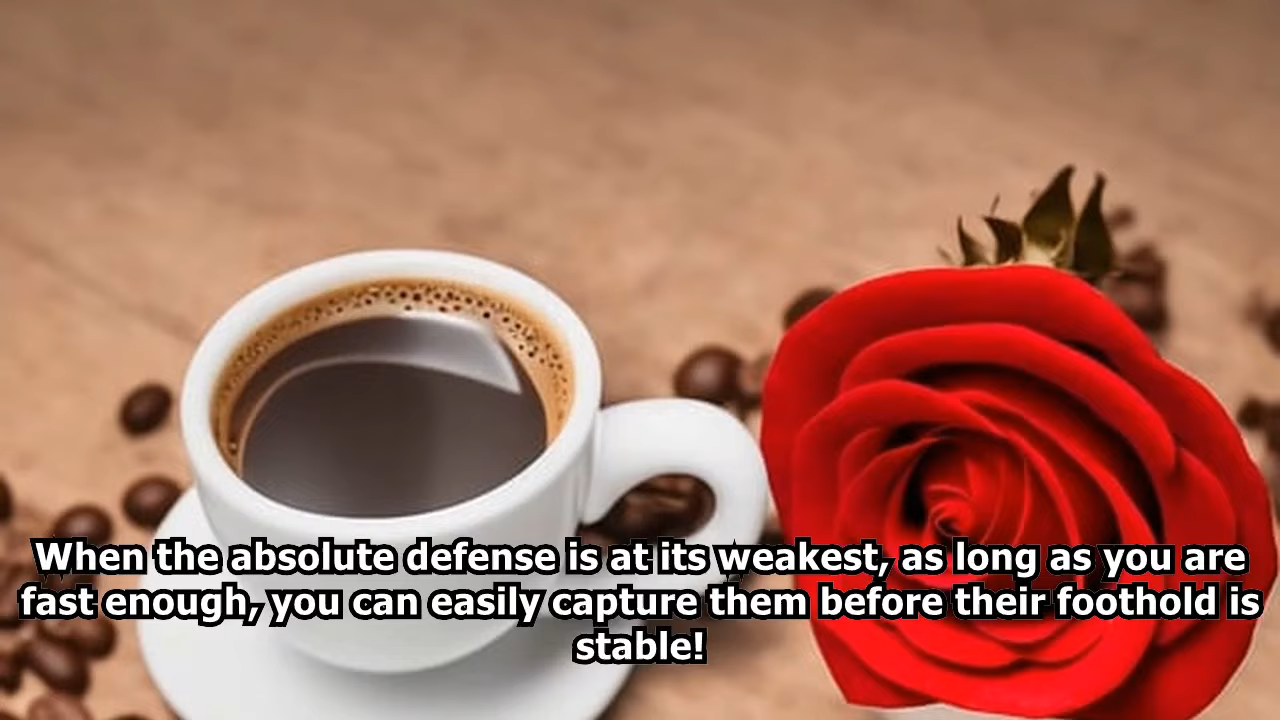 When the absolute defense is at its weakest, as long as you are
fast enough, you can easily capture them before their foothold is
stable!